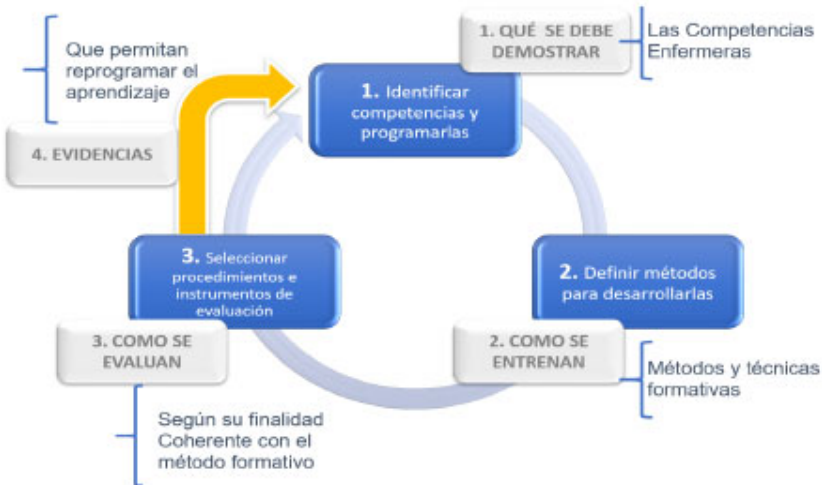 1. QUÉ SE DEBE
DEMOSTRAR
Las Competencias
Enfermeras
1. Identificar
competencias y
programarlas
2. Definir métodos
para desarrollarlas
2. COMO SE
ENTRENAN
Métodos y técnicas
formativas
3. Seleccionar
procedimientos e
instrumentos de
evaluación
3. COMO SE
EVALUAN
Según su finalidad
Coherente con el
método formativo
4. EVIDENCIAS
Que permitan
reprogramar el
aprendizaje